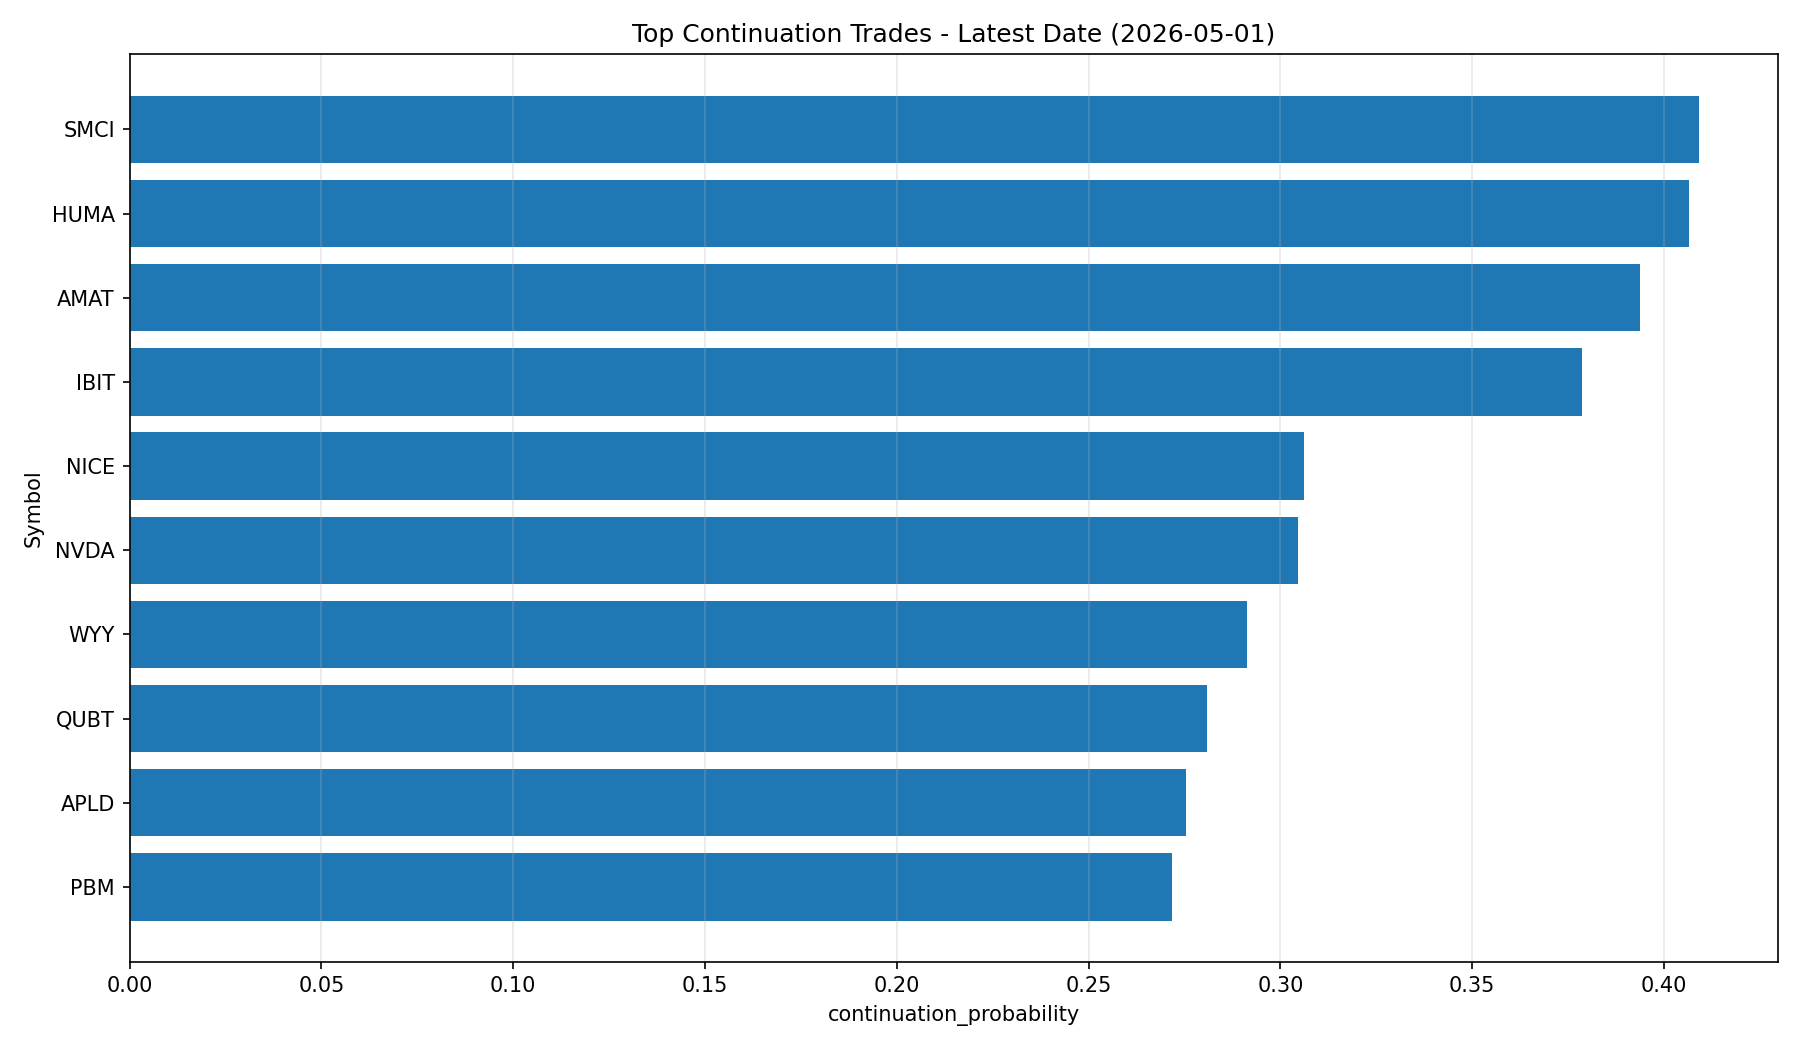 Top Continuation Trades - Latest Date (2026-05-01)
Symbol
SMCI
HUMA
AMAT
IBIT
NICE
NVDA
WYY
QUBT
APLD
PBM
0.00 0.05 0.10 0.15 0.20 0.25 0.30 0.35 0.40
continuation_probability